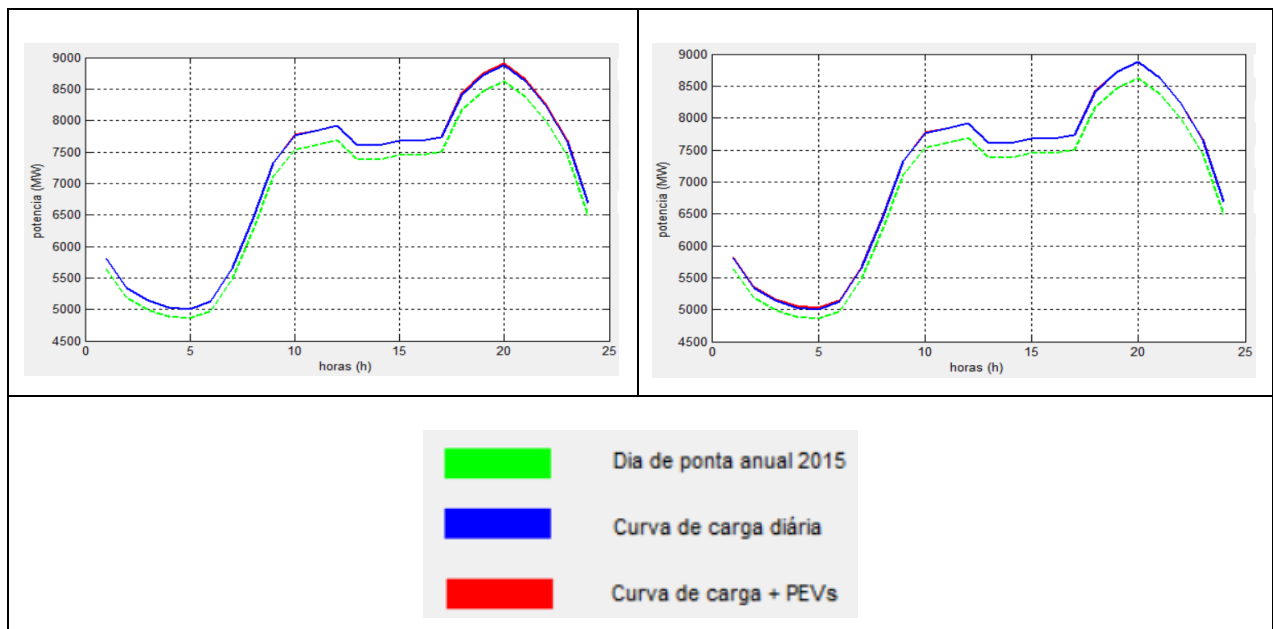 9000
8500
8000
7500
7000
6500
6000
5500
5000
4500
potencia (MW)
0 5 10 15 20 25
horas (h)
9000
8500
8000
7500
7000
6500
6000
5500
5000
4500
potencia (MW)
0 5 10 15 20 25
horas (h)
Dia de ponta anual 2015
Curva de carga diária
Curva de carga + PEVs